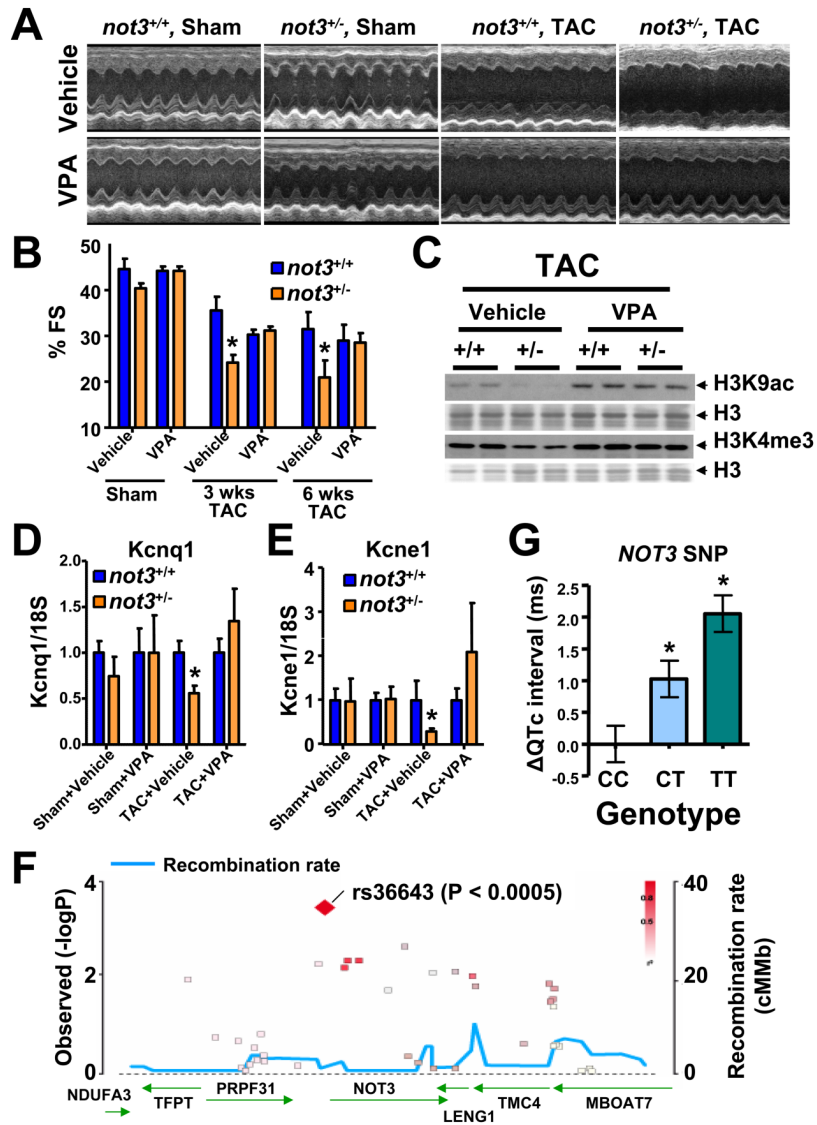 A
not3+/+, Sham
not3+/-, Sham
not3+/+, TAC
not3+/-, TAC
Vehicle
VPA
B
50
40
30
20
10
% FS
not3+/+
not3+/-
*
*
Vehicle
VPA
Vehicle
VPA
Vehicle
VPA
Sham
3 wks
TAC
6 wks
TAC
C
TAC
Vehicle
VPA
+/+
+/-
+/+
+/-
H3K9ac
H3
H3K4me3
H3
D
Kcnq1
not3+/+
not3+/-
2.0
1.5
1.0
0.5
0.0
Kcnq1/18S
*
Sham+Vehicle
Sham+VPA
TAC+Vehicle
TAC+VPA
E
Kcne1
not3+/+
not3+/-
4
2
1
0
Kcne1/18S
*
Sham+Vehicle
Sham+VPA
TAC+Vehicle
TAC+VPA
G
NOT3 SNP
2.5
2.0
1.5
1.0
0.5
0.0
-0.5
ΔQTc interval (ms)
*
*
CC
CT
TT
Genotype
F
Recombination rate
rs36643 (P < 0.0005)
4
2
0
Observed (-logP)
0.8
0.5
40
20
0
Recombination rate
(cMMb)
NDUFA3
TFPT
PRPF31
NOT3
LENG1
TMC4
MBOAT7